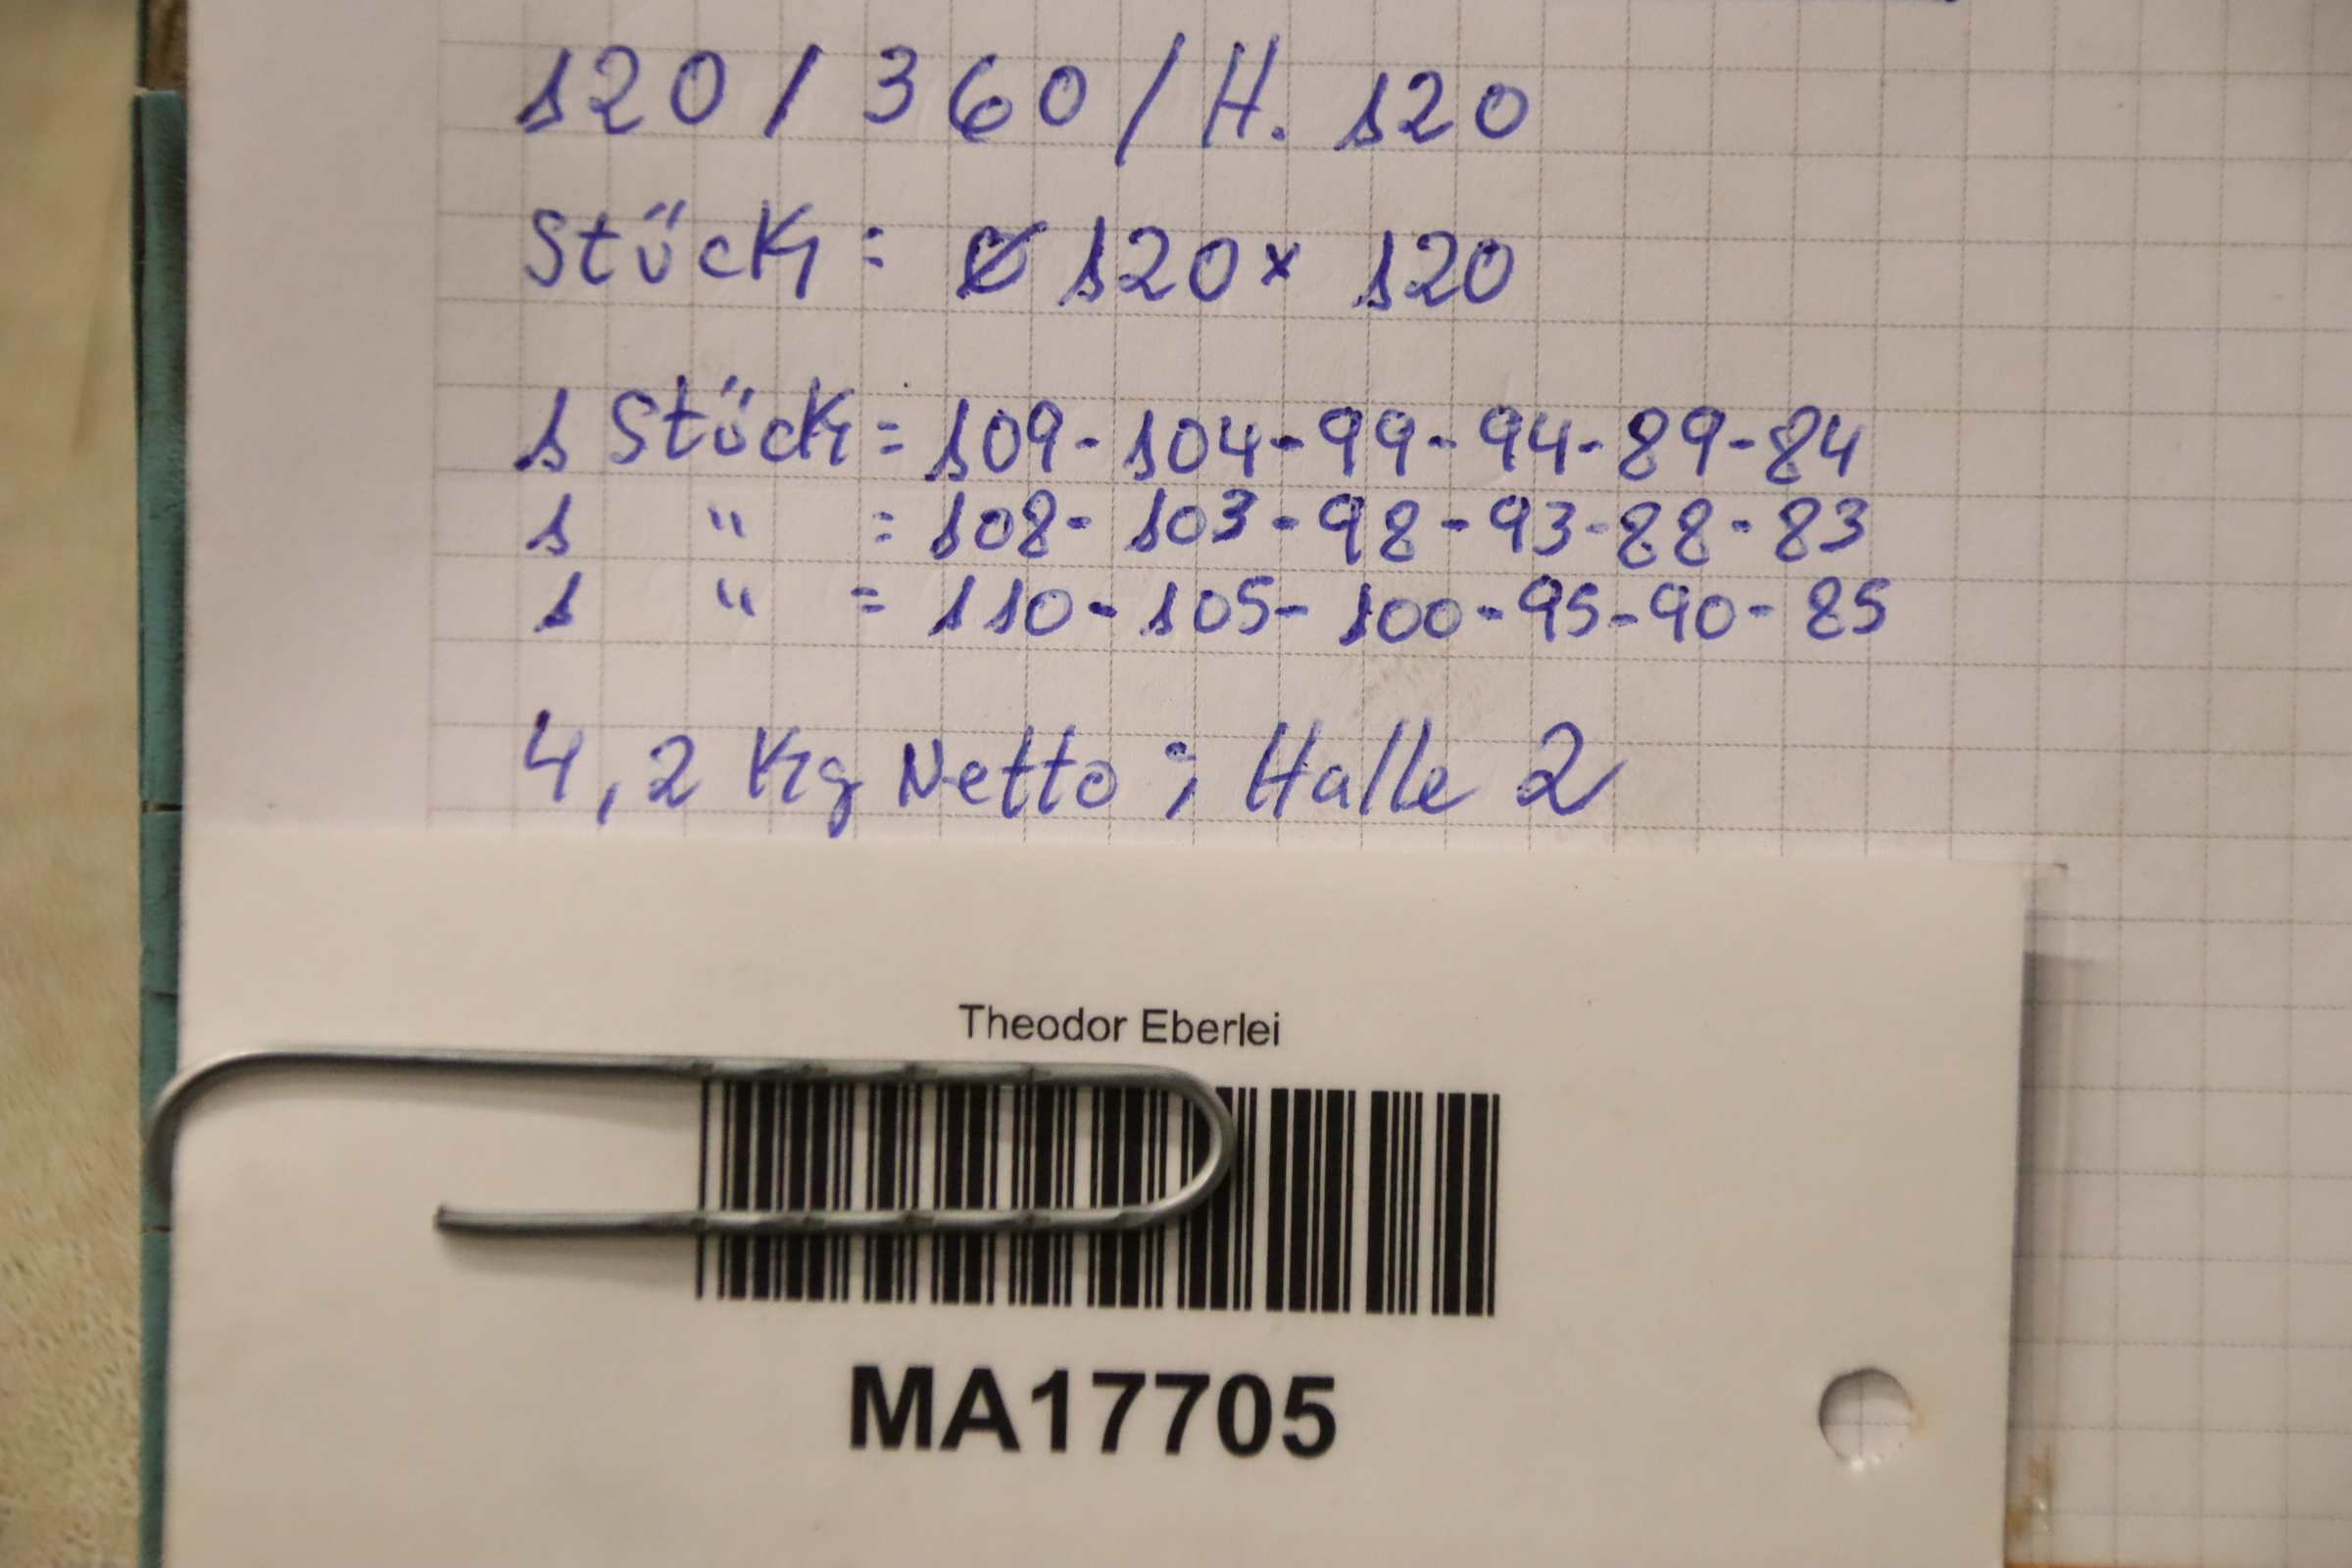 120 / 360 / H. 120
Stück: Ø 120 x 120
1 Stück = 109 - 104 - 99 - 94 - 89 - 84
1 " = 108 - 103 - 98 - 93 - 88 - 83
1 " = 110 - 105 - 100 - 95 - 90 - 85
4,2 Kg Netto ; Halle 2
Theodor Eberlei
MA17705